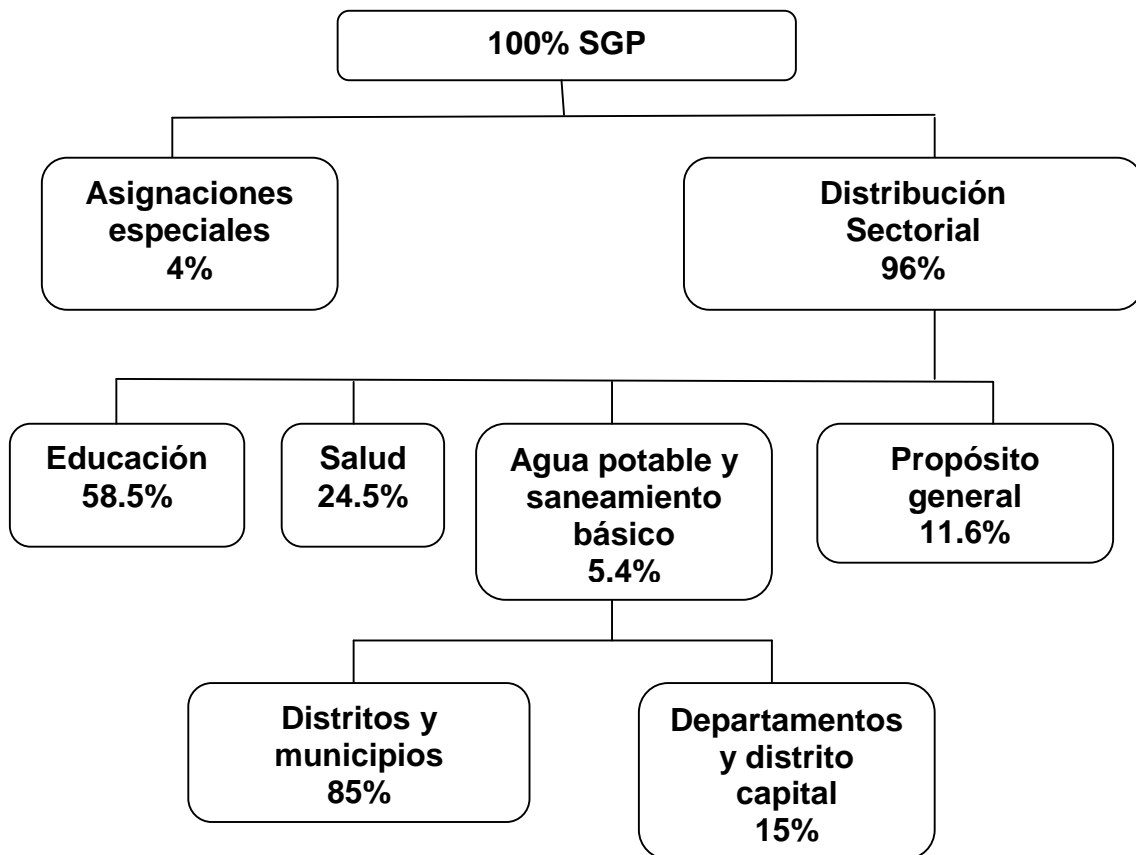 100% SGP
Asignaciones
especiales
4%
Distribución
Sectorial
96%
Educación
58.5%
Salud
24.5%
Agua potable y
saneamiento
básico
5.4%
Propósito
general
11.6%
Distritos y
municipios
85%
Departamentos
y distrito
capital
15%